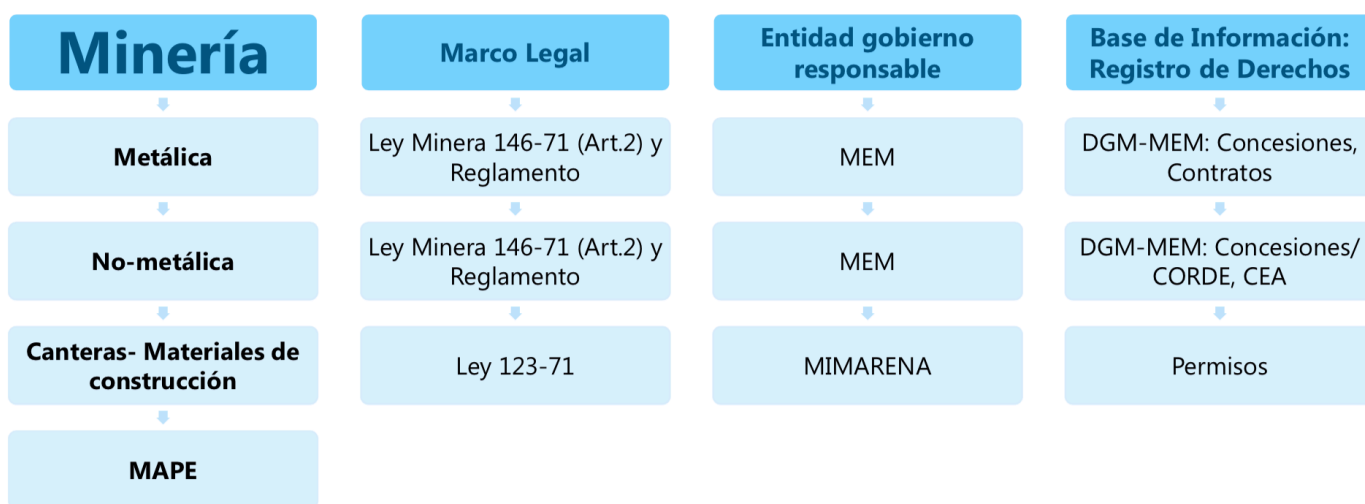 Minería
Marco Legal
Entidad gobierno
responsable
Base de Información:
Registro de Derechos
Metálica
Ley Minera 146-71 (Art.2) y
Reglamento
MEM
DGM-MEM: Concesiones,
Contratos
No-metálica
Ley Minera 146-71 (Art.2) y
Reglamento
MEM
DGM-MEM: Concesiones/
CORDE, CEA
Canteras- Materiales de
construcción
Ley 123-71
MIMARENA
Permisos
MAPE